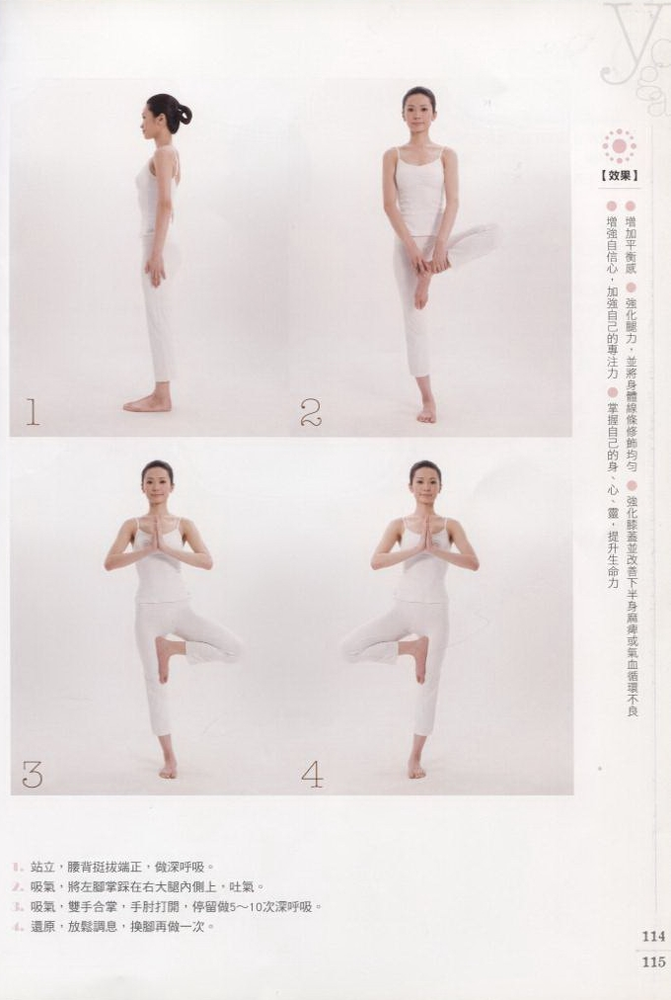 yoga
【效果】
● 增加平衡感 ● 強化腿力，並將身體線條修飾均勻 ● 強化膝蓋並改善下半身麻痺或氣血循環不良
● 增強自信心，加強自己的專注力 ● 掌握自己的身、心、靈，提升生命力
1
2
3
4
1. 站立，腰背挺拔端正，做深呼吸。
2. 吸氣，將左腳掌踩在右大腿內側上，吐氣。
3. 吸氣，雙手合掌，手肘打開，停留做5～10次深呼吸。
4. 還原，放鬆調息，換腳再做一次。
114
115